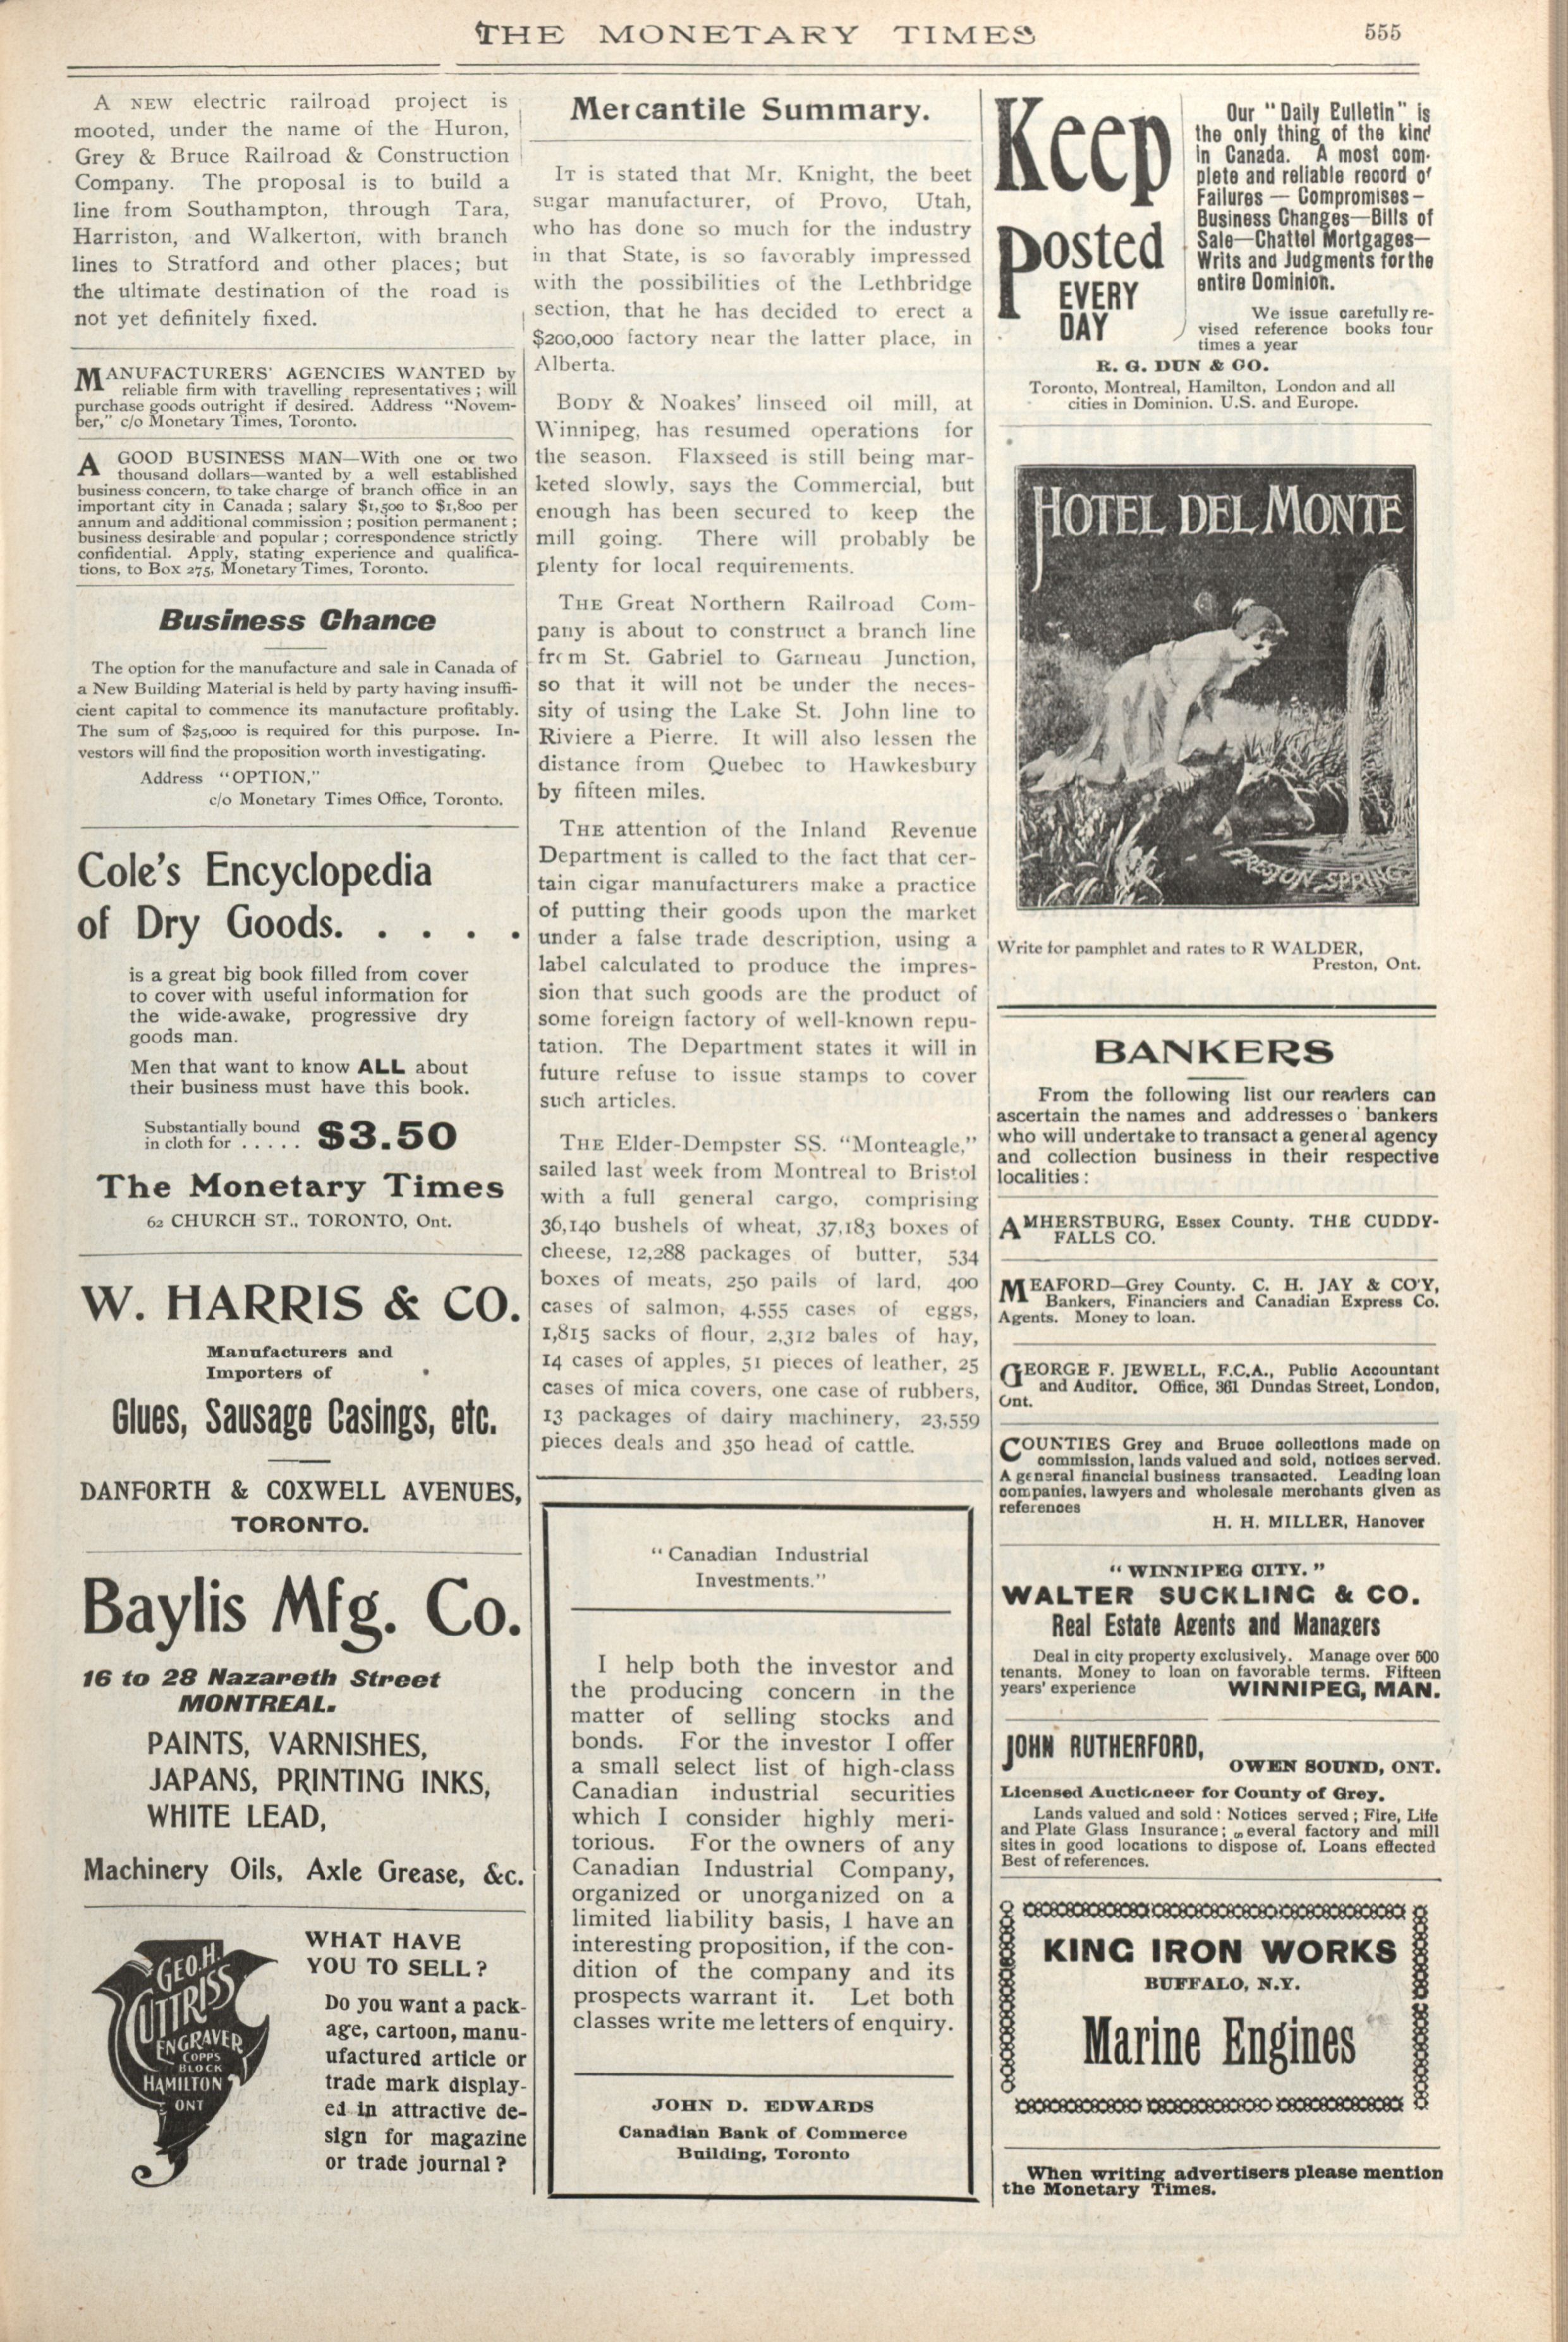 THE MONETARY TIMES
555
A NEW electric railroad project is
mooted, under the name of the Huron,
Grey & Bruce Railroad & Construction
Company. The proposal is to build a
line from Southampton, through Tara,
Harriston, and Walkerton, with branch
lines to Stratford and other places; but
the ultimate destination of the road is
not yet definitely fixed.
MANUFACTURERS' AGENCIES WANTED by
reliable firm with travelling representatives; will
purchase goods outright if desired. Address "Novem-
ber," c/o Monetary Times, Toronto.
A GOOD BUSINESS MAN—With one or two
thousand dollars—wanted by a well established
business concern, to take charge of branch office in an
important city in Canada; salary $1,500 to $1,800 per
annum and additional commission; position permanent;
business desirable and popular; correspondence strictly
confidential. Apply, stating experience and qualifica-
tions, to Box 275, Monetary Times, Toronto.
Business Chance
The option for the manufacture and sale in Canada of
a New Building Material is held by party having insuffi-
cient capital to commence its manufacture profitably.
The sum of $25,000 is required for this purpose. In-
vestors will find the proposition worth investigating.
Address "OPTION,"
c/o Monetary Times Office, Toronto.
Cole's Encyclopedia
of Dry Goods. . . . .
is a great big book filled from cover
to cover with useful information for
the wide-awake, progressive dry
goods man.
Men that want to know ALL about
their business must have this book.
Substantially bound
in cloth for . . . . . $3.50
The Monetary Times
62 CHURCH ST., TORONTO, Ont.
W. HARRIS & CO.
Manufacturers and
Importers of
Glues, Sausage Casings, etc.
DANFORTH & COXWELL AVENUES,
TORONTO.
Baylis Mfg. Co.
16 to 28 Nazareth Street
MONTREAL.
PAINTS, VARNISHES,
JAPANS, PRINTING INKS,
WHITE LEAD,
Machinery Oils, Axle Grease, &c.
GEO. H.
CUTTRISS
ENGRAVER
COPPS
BLOCK
HAMILTON
ONT
WHAT HAVE
YOU TO SELL?
Do you want a pack-
age, cartoon, manu-
ufactured article or
trade mark display-
ed in attractive de-
sign for magazine
or trade journal?
Mercantile Summary.
IT is stated that Mr. Knight, the beet
sugar manufacturer, of Provo, Utah,
who has done so much for the industry
in that State, is so favorably impressed
with the possibilities of the Lethbridge
section, that he has decided to erect a
$200,000 factory near the latter place, in
Alberta.
BODY & Noakes' linseed oil mill, at
Winnipeg, has resumed operations for
the season. Flaxseed is still being mar-
keted slowly, says the Commercial, but
enough has been secured to keep the
mill going. There will probably be
plenty for local requirements.
THE Great Northern Railroad Com-
pany is about to construct a branch line
from St. Gabriel to Garneau Junction,
so that it will not be under the neces-
sity of using the Lake St. John line to
Riviere a Pierre. It will also lessen the
distance from Quebec to Hawkesbury
by fifteen miles.
THE attention of the Inland Revenue
Department is called to the fact that cer-
tain cigar manufacturers make a practice
of putting their goods upon the market
under a false trade description, using a
label calculated to produce the impres-
sion that such goods are the product of
some foreign factory of well-known repu-
tation. The Department states it will in
future refuse to issue stamps to cover
such articles.
THE Elder-Dempster SS. "Monteagle,"
sailed last week from Montreal to Bristol
with a full general cargo, comprising
36,140 bushels of wheat, 37,183 boxes of
cheese, 12,288 packages of butter, 534
boxes of meats, 250 pails of lard, 400
cases of salmon, 4,555 cases of eggs,
1,815 sacks of flour, 2,312 bales of hay,
14 cases of apples, 51 pieces of leather, 25
cases of mica covers, one case of rubbers,
13 packages of dairy machinery, 23,559
pieces deals and 350 head of cattle.
"Canadian Industrial
Investments."
I help both the investor and
the producing concern in the
matter of selling stocks and
bonds. For the investor I offer
a small select list of high-class
Canadian industrial securities
which I consider highly meri-
torious. For the owners of any
Canadian Industrial Company,
organized or unorganized on a
limited liability basis, I have an
interesting proposition, if the con-
dition of the company and its
prospects warrant it. Let both
classes write me letters of enquiry.
JOHN D. EDWARDS
Canadian Bank of Commerce
Building, Toronto
Keep
Posted
EVERY
DAY
Our "Daily Bulletin" is
the only thing of the kind
in Canada. A most com-
plete and reliable record of
Failures — Compromises —
Business Changes—Bills of
Sale—Chattel Mortgages—
Writs and Judgments for the
entire Dominion.
We issue carefully re-
vised reference books four
times a year
R. G. DUN & CO.
Toronto, Montreal, Hamilton, London and all
cities in Dominion. U.S. and Europe.
HOTEL DEL MONTE
PRESTON SPRINGS
Write for pamphlet and rates to R WALDER,
Preston, Ont.
BANKERS
From the following list our readers can
ascertain the names and addresses o bankers
who will undertake to transact a general agency
and collection business in their respective
localities:
AMHERSTBURG, Essex County. THE CUDDY-
FALLS CO.
MEAFORD—Grey County. C. H. JAY & CO'Y,
Bankers, Financiers and Canadian Express Co.
Agents. Money to loan.
GEORGE F. JEWELL, F.C.A., Public Accountant
and Auditor. Office, 361 Dundas Street, London,
Ont.
COUNTIES Grey and Bruce collections made on
commission, lands valued and sold, notices served.
A general financial business transacted. Leading loan
companies, lawyers and wholesale merchants given as
references
H. H. MILLER, Hanover
"WINNIPEG CITY."
WALTER SUCKLING & CO.
Real Estate Agents and Managers
Deal in city property exclusively. Manage over 500
tenants. Money to loan on favorable terms. Fifteen
years' experience WINNIPEG, MAN.
JOHN RUTHERFORD,
OWEN SOUND, ONT.
Licensed Auctioneer for County of Grey.
Lands valued and sold: Notices served; Fire, Life
and Plate Glass Insurance; several factory and mill
sites in good locations to dispose of. Loans effected
Best of references.
KING IRON WORKS
BUFFALO, N.Y.
Marine Engines
When writing advertisers please mention
the Monetary Times.